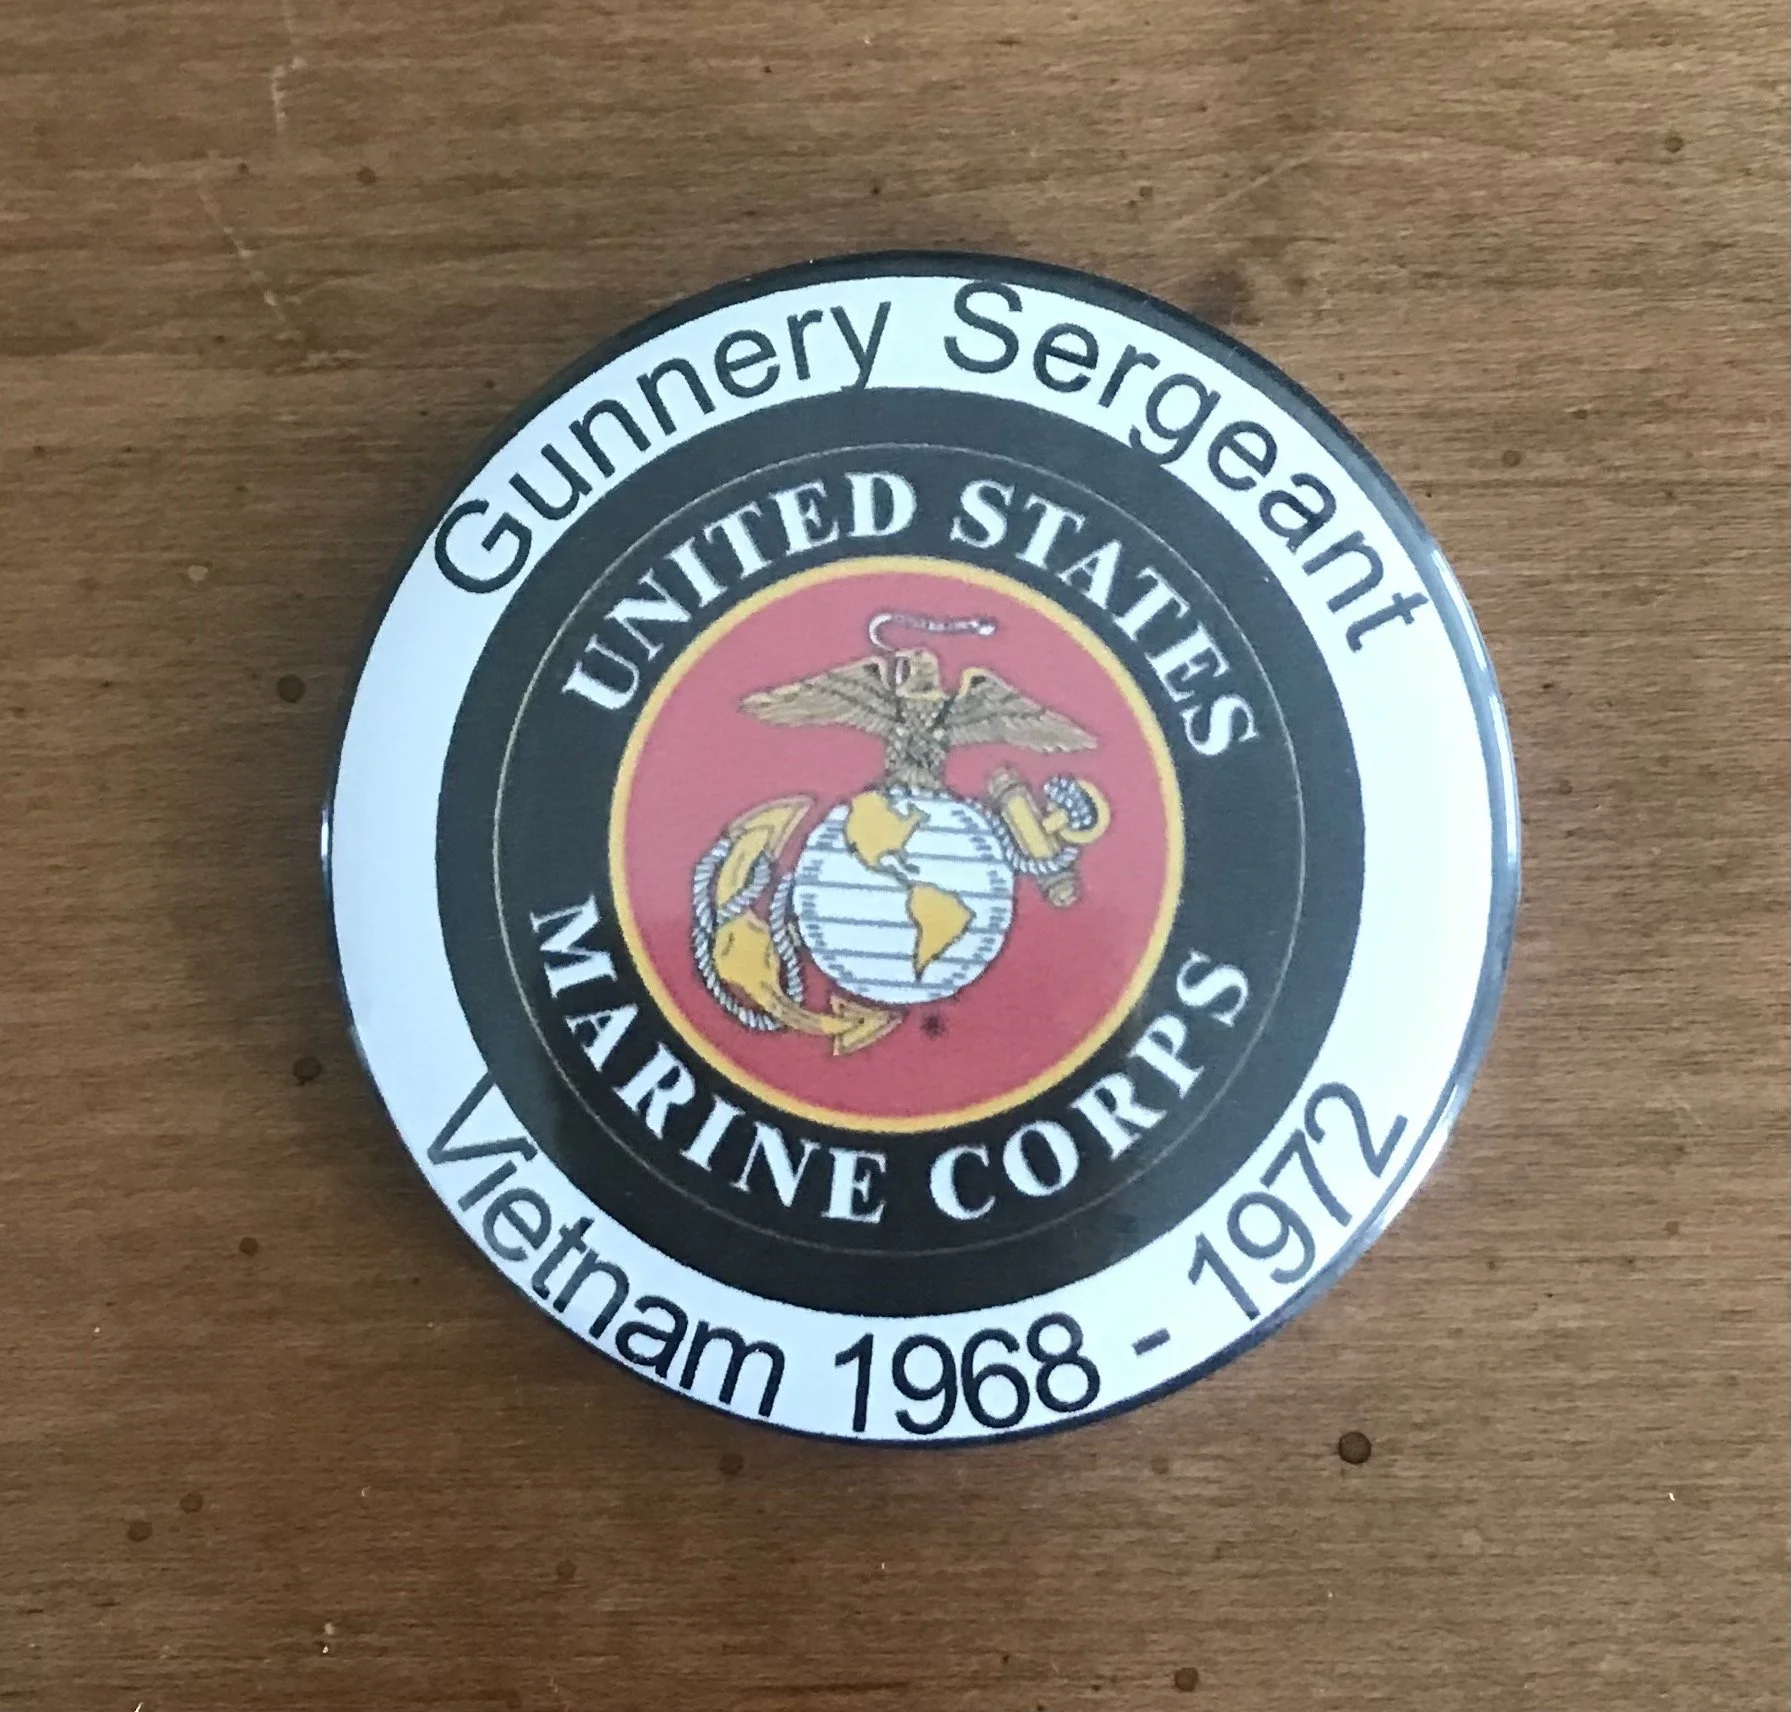 Gunnery Sergeant
UNITED STATES
MARINE CORPS
Vietnam 1968 - 1972